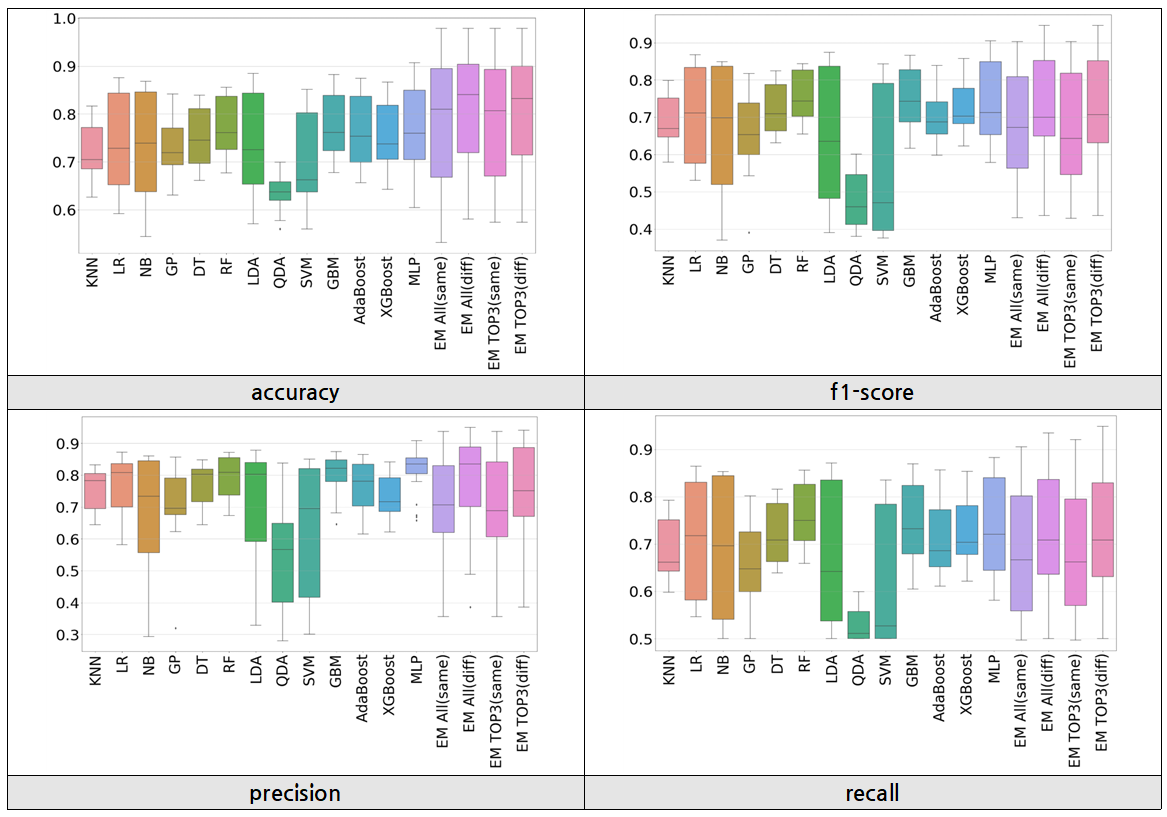 1.0
0.9
0.8
0.7
0.6
KNN
LR
NB
GP
DT
RF
LDA
QDA
SVM
GBM
AdaBoost
XGBoost
MLP
EM All(same)
EM All(diff)
EM TOP3(same)
EM TOP3(diff)
accuracy
0.9
0.8
0.7
0.6
0.5
0.4
KNN
LR
NB
GP
DT
RF
LDA
QDA
SVM
GBM
AdaBoost
XGBoost
MLP
EM All(same)
EM All(diff)
EM TOP3(same)
EM TOP3(diff)
f1-score
0.9
0.8
0.7
0.6
0.5
0.4
0.3
KNN
LR
NB
GP
DT
RF
LDA
QDA
SVM
GBM
AdaBoost
XGBoost
MLP
EM All(same)
EM All(diff)
EM TOP3(same)
EM TOP3(diff)
precision
0.9
0.8
0.7
0.6
0.5
KNN
LR
NB
GP
DT
RF
LDA
QDA
SVM
GBM
AdaBoost
XGBoost
MLP
EM All(same)
EM All(diff)
EM TOP3(same)
EM TOP3(diff)
recall